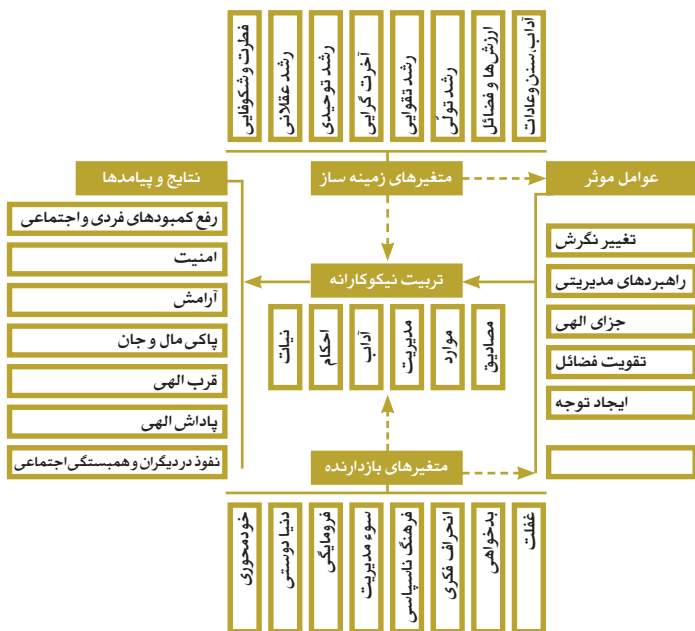 آداب، سنن و عادات
ارزش‌ها و فضائل
رشد تولّی
رشد تقوایی
آخرت گرایی
رشد توحیدی
رشد عقلانی
فطرت و شکوفایی
عوامل موثر
متغیرهای زمینه ساز
نتایج و پیامدها
تغییر نگرش
راهبردهای مدیریتی
جزای الهی
تقویت فضائل
ایجاد توجه
تربیت نیکوکارانه
مصادیق
موارد
مدیریت
آداب
احکام
نیات
رفع کمبودهای فردی و اجتماعی
امنیت
آرامش
پاکی مال و جان
قرب الهی
پاداش الهی
نفوذ در دیگران و همبستگی اجتماعی
متغیرهای بازدارنده
غفلت
بدخواهی
انحراف فکری
فرهنگ ناسپاسی
سوء مدیریت
فرومایگی
دنیا دوستی
خودمحوری